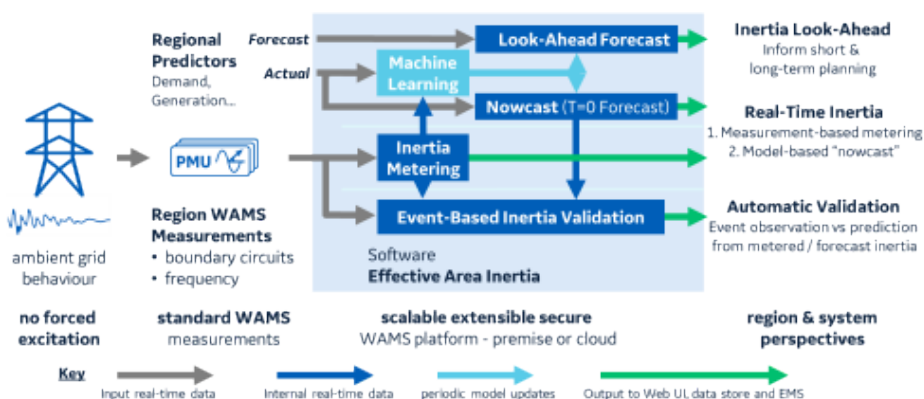 Regional
Predictors
Demand,
Generation...
Forecast
Actual
Look-Ahead Forecast
Machine
Learning
Nowcast (T=0 Forecast)
Inertia Look-Ahead
Inform short &
long-term planning
Real-Time Inertia
1. Measurement-based metering
2. Model-based "nowcast"
PMU
Inertia
Metering
Region WAMS
Measurements
• boundary circuits
• frequency
Event-Based Inertia Validation
Automatic Validation
Event observation vs prediction
from metered / forecast inertia
ambient grid
behaviour
Software
Effective Area Inertia
no forced
excitation
standard WAMS
measurements
scalable extensible secure
WAMS platform - premise or cloud
region & system
perspectives
Key
Input real-time data
Internal real-time data
periodic model updates
Output to Web UI, data store and EMS